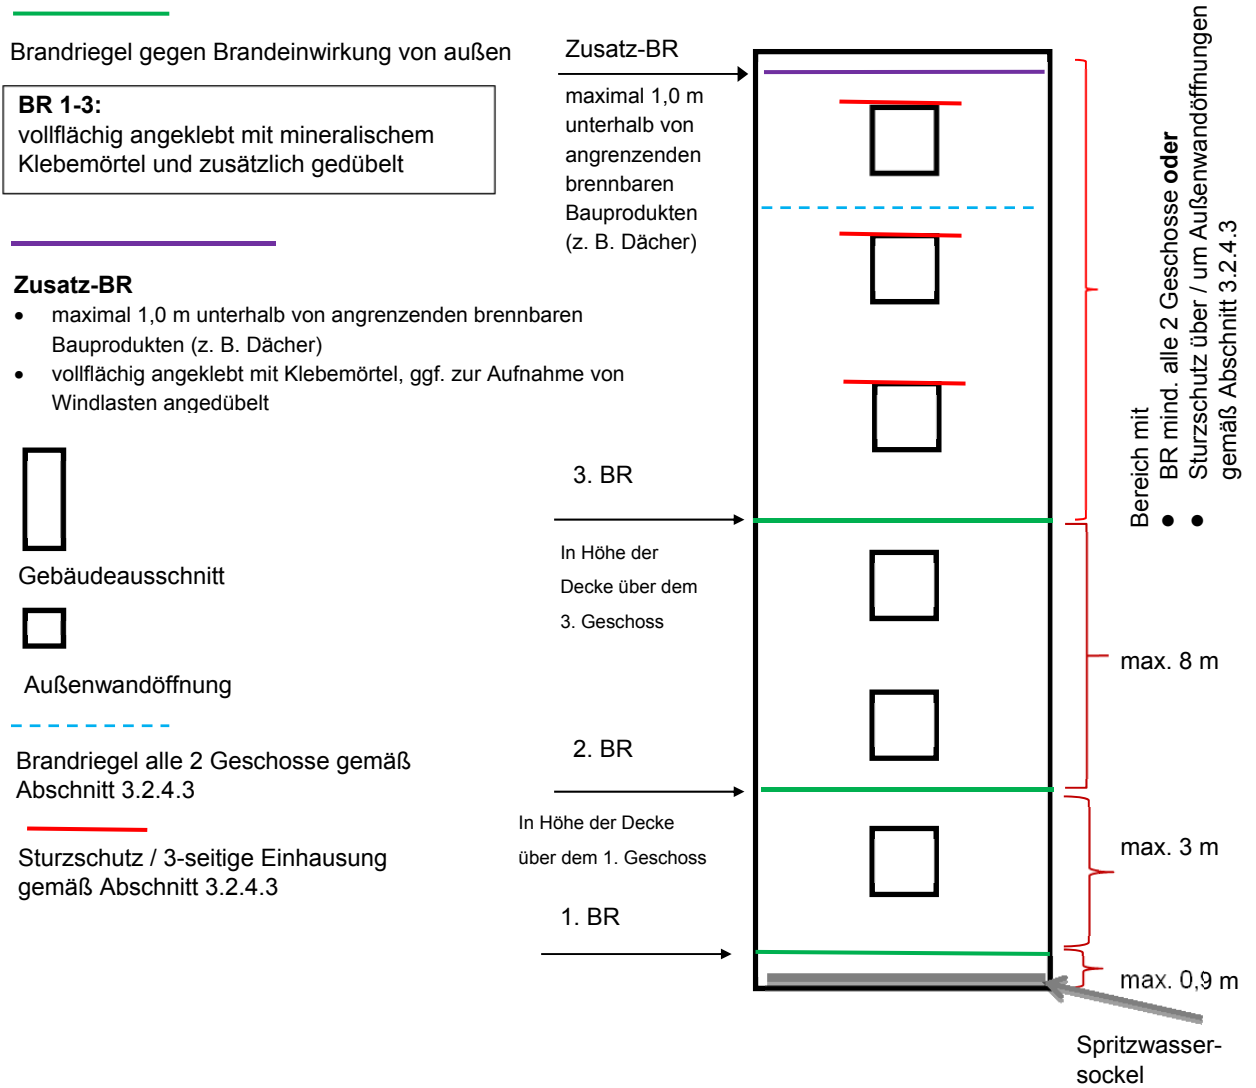 Brandriegel gegen Brandeinwirkung von außen
BR 1-3:
vollflächig angeklebt mit mineralischem
Klebemörtel und zusätzlich gedübelt
Zusatz-BR
• maximal 1,0 m unterhalb von angrenzenden brennbaren
Bauprodukten (z. B. Dächer)
• vollflächig angeklebt mit Klebemörtel, ggf. zur Aufnahme von
Windlasten angedübelt
Gebäudeausschnitt
Außenwandöffnung
Brandriegel alle 2 Geschosse gemäß
Abschnitt 3.2.4.3
Sturzschutz / 3-seitige Einhausung
gemäß Abschnitt 3.2.4.3
Zusatz-BR
maximal 1,0 m
unterhalb von
angrenzenden
brennbaren
Bauprodukten
(z. B. Dächer)
3. BR
In Höhe der
Decke über dem
3. Geschoss
2. BR
In Höhe der Decke
über dem 1. Geschoss
1. BR
Bereich mit
• BR mind. alle 2 Geschosse oder
• Sturzschutz über / um Außenwandöffnungen
gemäß Abschnitt 3.2.4.3
max. 8 m
max. 3 m
max. 0,9 m
Spritzwasser-
sockel